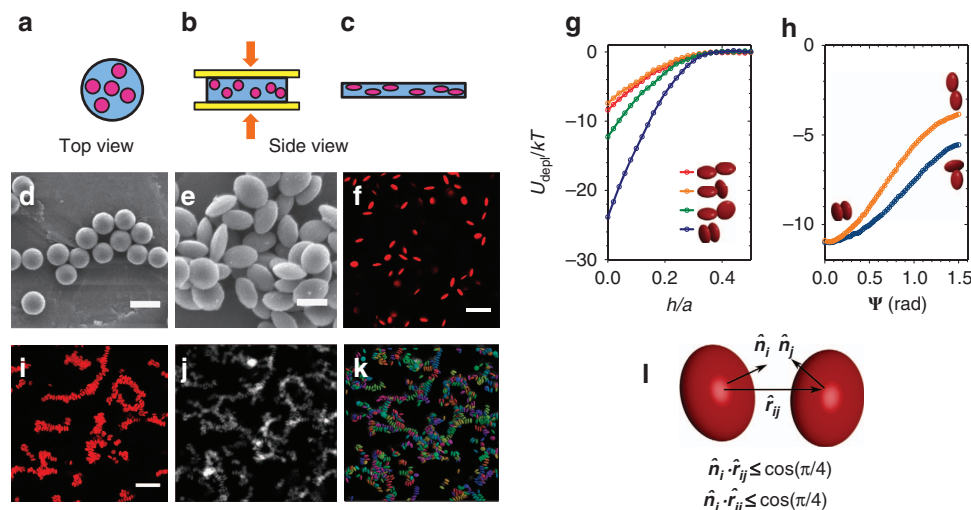 a
b
c
Top view
Side view
d
e
f
g
0
−10
−20
−30
U_depl/kT
0.0
0.2
0.4
h/a
h
0
−5
−10
0.0
0.5
1.0
1.5
Ψ (rad)
i
j
k
l
n̂_i
n̂_j
r̂_ij
n̂_i·r̂_ij ≤ cos(π/4)
n̂_j·r̂_ij ≤ cos(π/4)